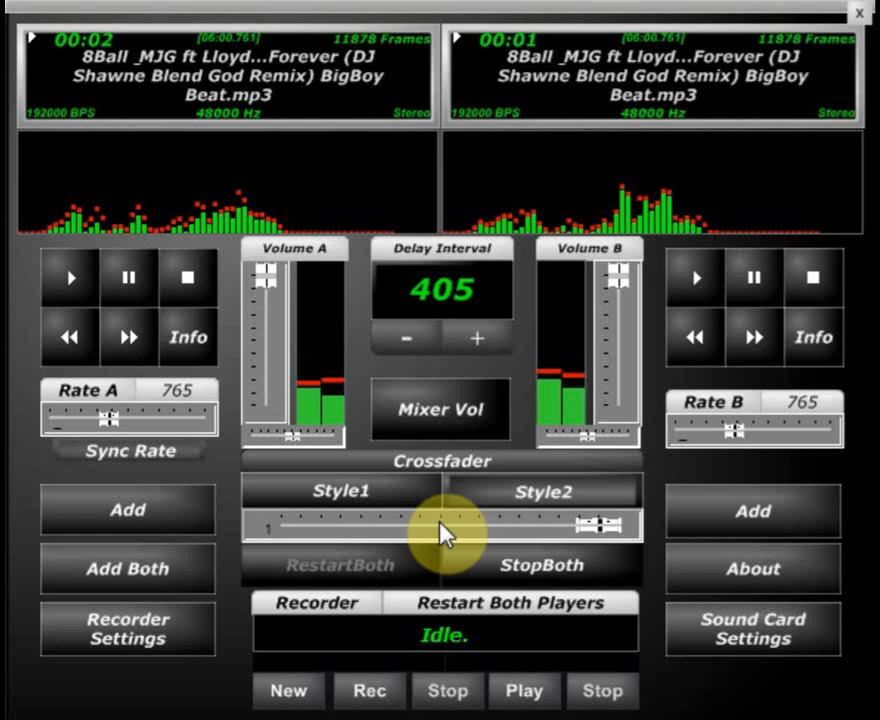 x
00:02 [06:00.761] 11878 Frames
8Ball _MJG ft Lloyd...Forever (DJ
Shawne Blend God Remix) BigBoy
Beat.mp3
192000 BPS 48000 Hz Stereo
00:01 [06:00.761] 11878 Frames
8Ball _MJG ft Lloyd...Forever (DJ
Shawne Blend God Remix) BigBoy
Beat.mp3
192000 BPS 48000 Hz Stereo
Volume A
Delay Interval
Volume B
405
- +
Info
Info
Rate A 765
Mixer Vol
Rate B 765
Sync Rate
Crossfader
Style1 Style2
1
Add
Add
RestartBoth StopBoth
Add Both
About
Recorder Restart Both Players
Recorder
Settings
Idle.
Sound Card
Settings
New Rec Stop Play Stop